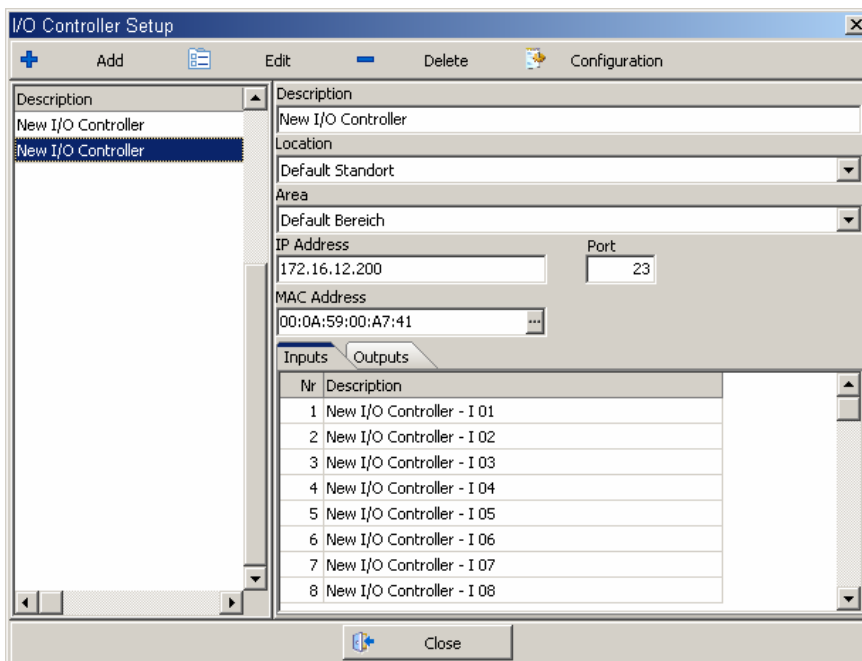 I/O Controller Setup
Add Edit Delete Configuration
Description
New I/O Controller
New I/O Controller
Description
New I/O Controller
Location
Default Standort
Area
Default Bereich
IP Address Port
172.16.12.200 23
MAC Address
00:0A:59:00:A7:41 ...
Inputs Outputs
Nr Description
1 New I/O Controller - I 01
2 New I/O Controller - I 02
3 New I/O Controller - I 03
4 New I/O Controller - I 04
5 New I/O Controller - I 05
6 New I/O Controller - I 06
7 New I/O Controller - I 07
8 New I/O Controller - I 08
Close